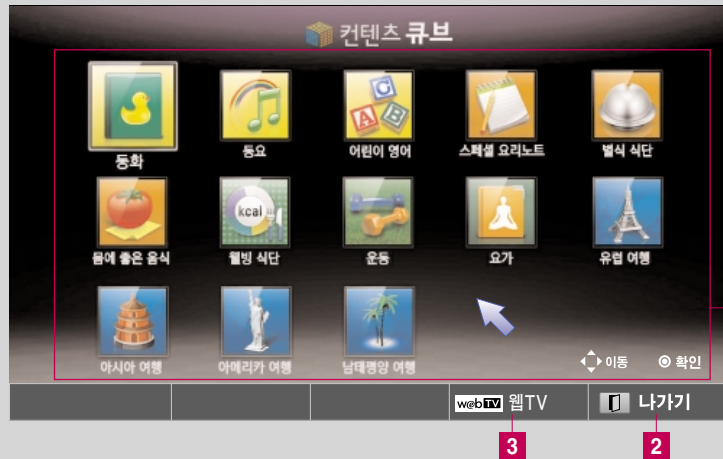 컨텐츠 큐브
동화
동요
어린이 영어
스페셜 요리노트
별식 식단
몸에 좋은 음식
kcal
웰빙 식단
운동
요가
유럽 여행
아시아 여행
아메리카 여행
남태평양 여행
이동
확인
web TV 웹TV
나가기
3
2
A
B
C